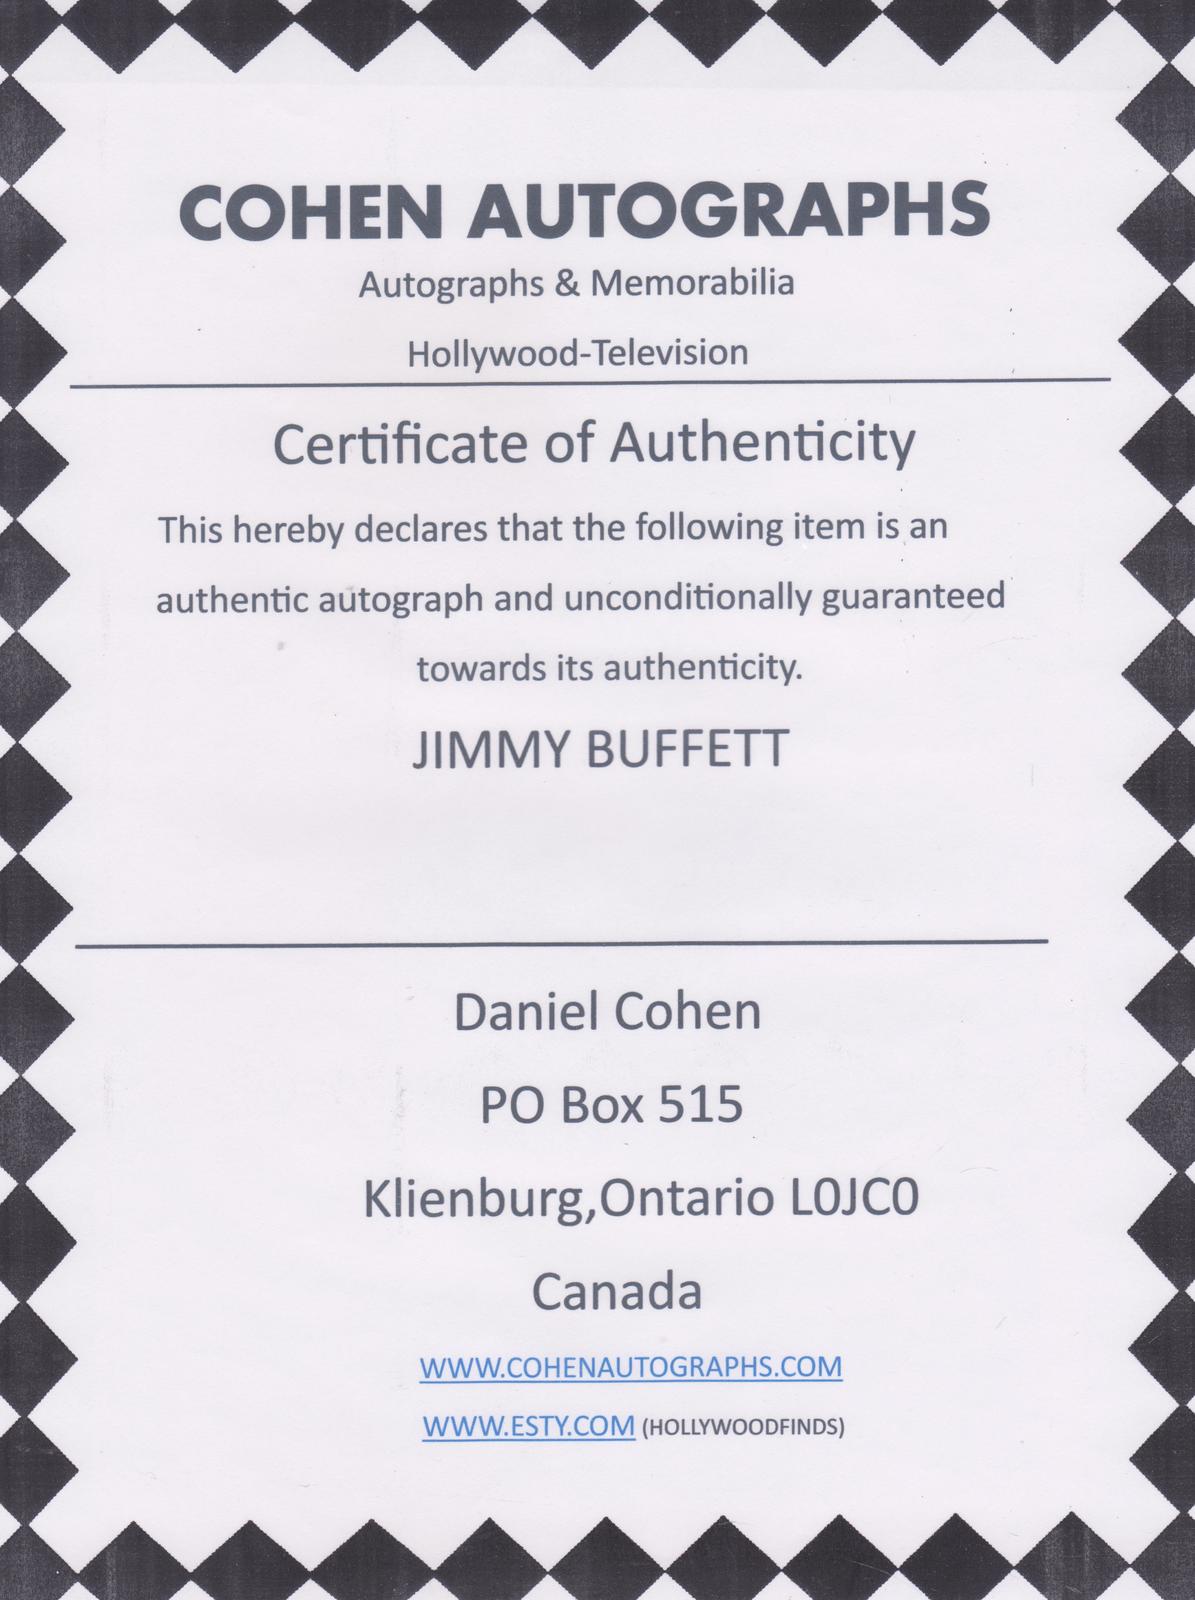 COHEN AUTOGRAPHS
Autographs & Memorabilia
Hollywood-Television
Certificate of Authenticity
This hereby declares that the following item is an
authentic autograph and unconditionally guaranteed
towards its authenticity.
JIMMY BUFFETT
Daniel Cohen
PO Box 515
Klienburg,Ontario L0JC0
Canada
WWW.COHENAUTOGRAPHS.COM
WWW.ESTY.COM (HOLLYWOODFINDS)